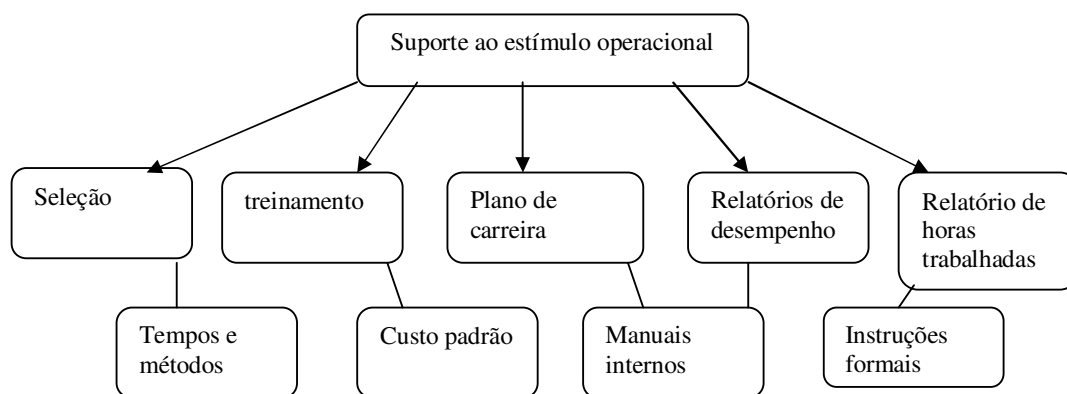 Suporte ao estímulo operacional
Seleção
treinamento
Plano de
carreira
Relatórios de
desempenho
Relatório de
horas
trabalhadas
Tempos e
métodos
Custo padrão
Manuais
internos
Instruções
formais